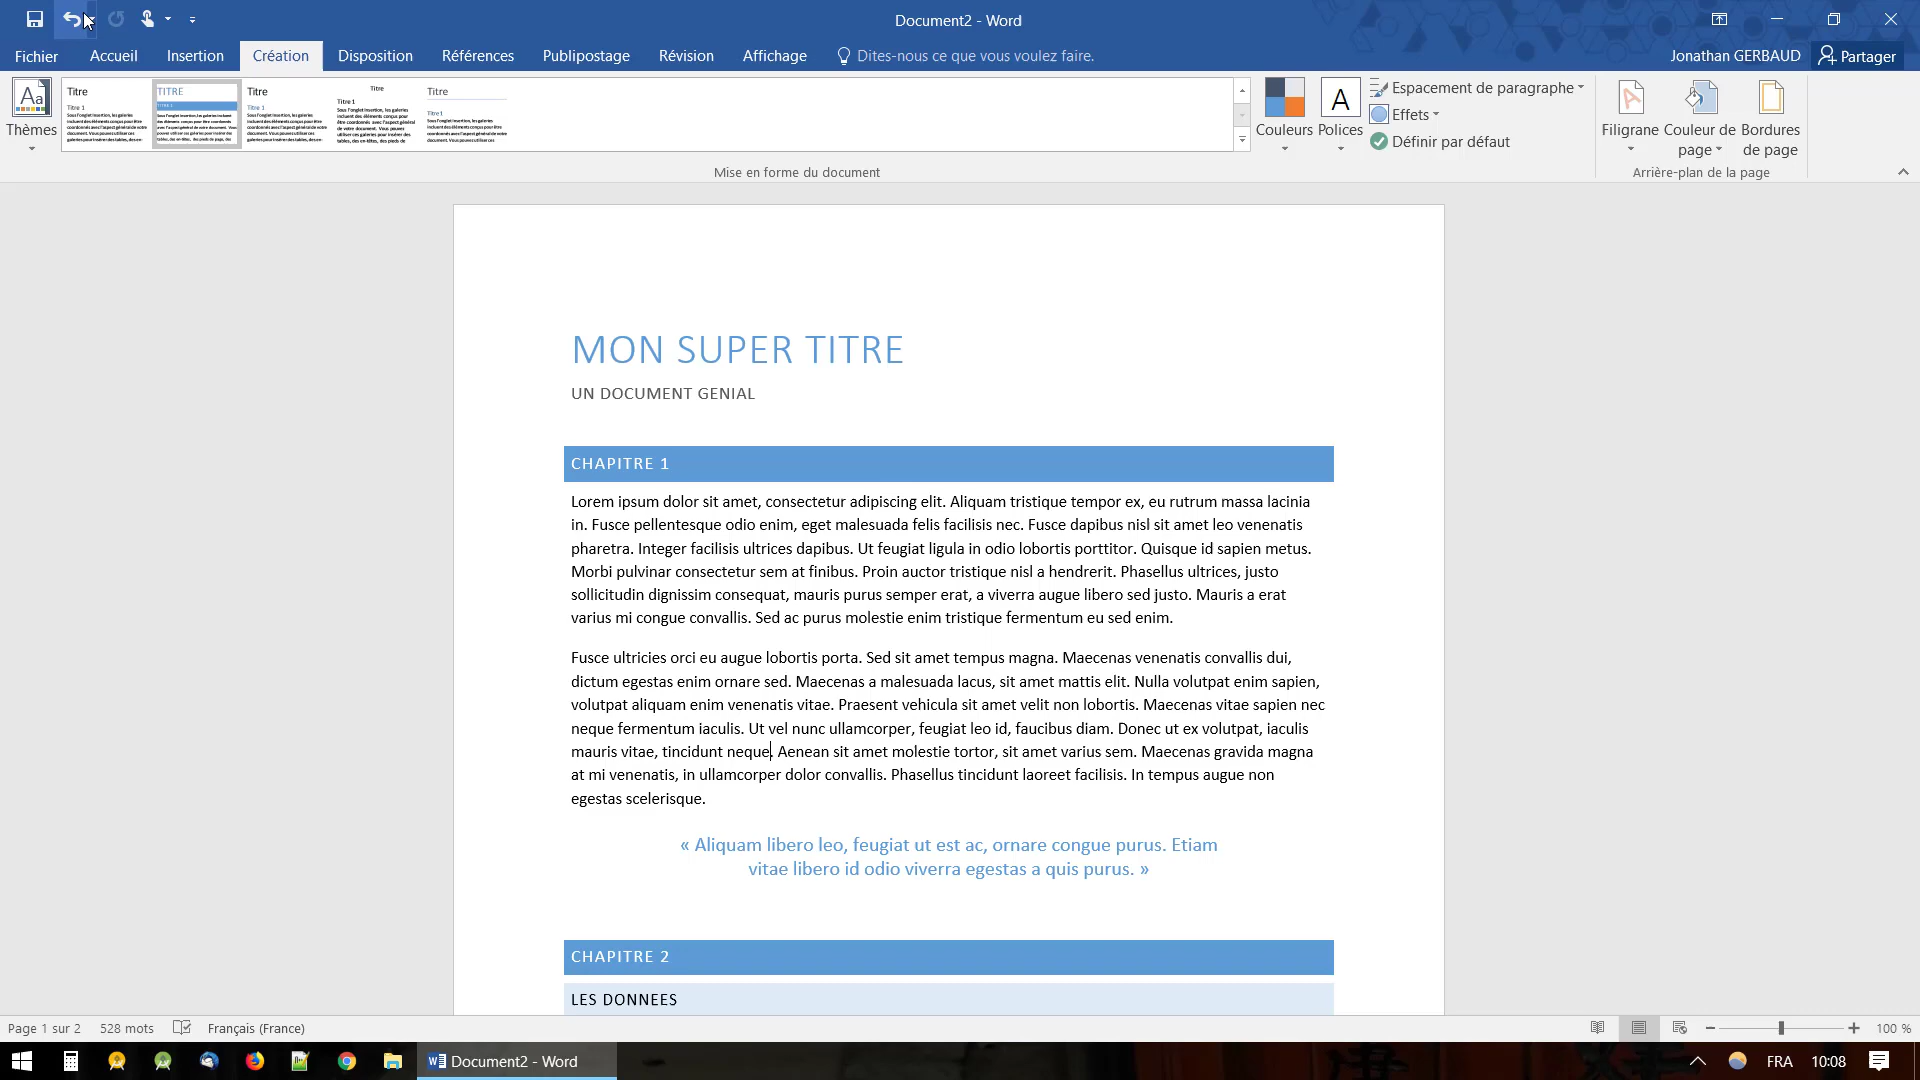 Document2 - Word
Fichier Accueil Insertion Création Disposition Références Publipostage Révision Affichage Dites-nous ce que vous voulez faire. Jonathan GERBAUD Partager
Thèmes
Titre
Titre 1
TITRE
TITRE 1
Titre
Titre 1
Titre
Titre 1
Titre
Titre 1
Couleurs
Polices
Espacement de paragraphe
Effets
Définir par défaut
Filigrane
Couleur de page
Bordures de page
Mise en forme du document
Arrière-plan de la page
MON SUPER TITRE
UN DOCUMENT GENIAL
CHAPITRE 1
Lorem ipsum dolor sit amet, consectetur adipiscing elit. Aliquam tristique tempor ex, eu rutrum massa lacinia
in. Fusce pellentesque odio enim, eget malesuada felis facilisis nec. Fusce dapibus nisl sit amet leo venenatis
pharetra. Integer facilisis ultrices dapibus. Ut feugiat ligula in odio lobortis porttitor. Quisque id sapien metus.
Morbi pulvinar consectetur sem at finibus. Proin auctor tristique nisl a hendrerit. Phasellus ultrices, justo
sollicitudin dignissim consequat, mauris purus semper erat, a viverra augue libero sed justo. Mauris a erat
varius mi congue convallis. Sed ac purus molestie enim tristique fermentum eu sed enim.
Fusce ultricies orci eu augue lobortis porta. Sed sit amet tempus magna. Maecenas venenatis convallis dui,
dictum egestas enim ornare sed. Maecenas a malesuada lacus, sit amet mattis elit. Nulla volutpat enim sapien,
volutpat aliquam enim venenatis vitae. Praesent vehicula sit amet velit non lobortis. Maecenas vitae sapien nec
neque fermentum iaculis. Ut vel nunc ullamcorper, feugiat leo id, faucibus diam. Donec ut ex volutpat, iaculis
mauris vitae, tincidunt neque. Aenean sit amet molestie tortor, sit amet varius sem. Maecenas gravida magna
at mi venenatis, in ullamcorper dolor convallis. Phasellus tincidunt laoreet facilisis. In tempus augue non
egestas scelerisque.
« Aliquam libero leo, feugiat ut est ac, ornare congue purus. Etiam
vitae libero id odio viverra egestas a quis purus. »
CHAPITRE 2
LES DONNEES
Page 1 sur 2 528 mots Français (France) 100 %
Document2 - Word FRA 10:08